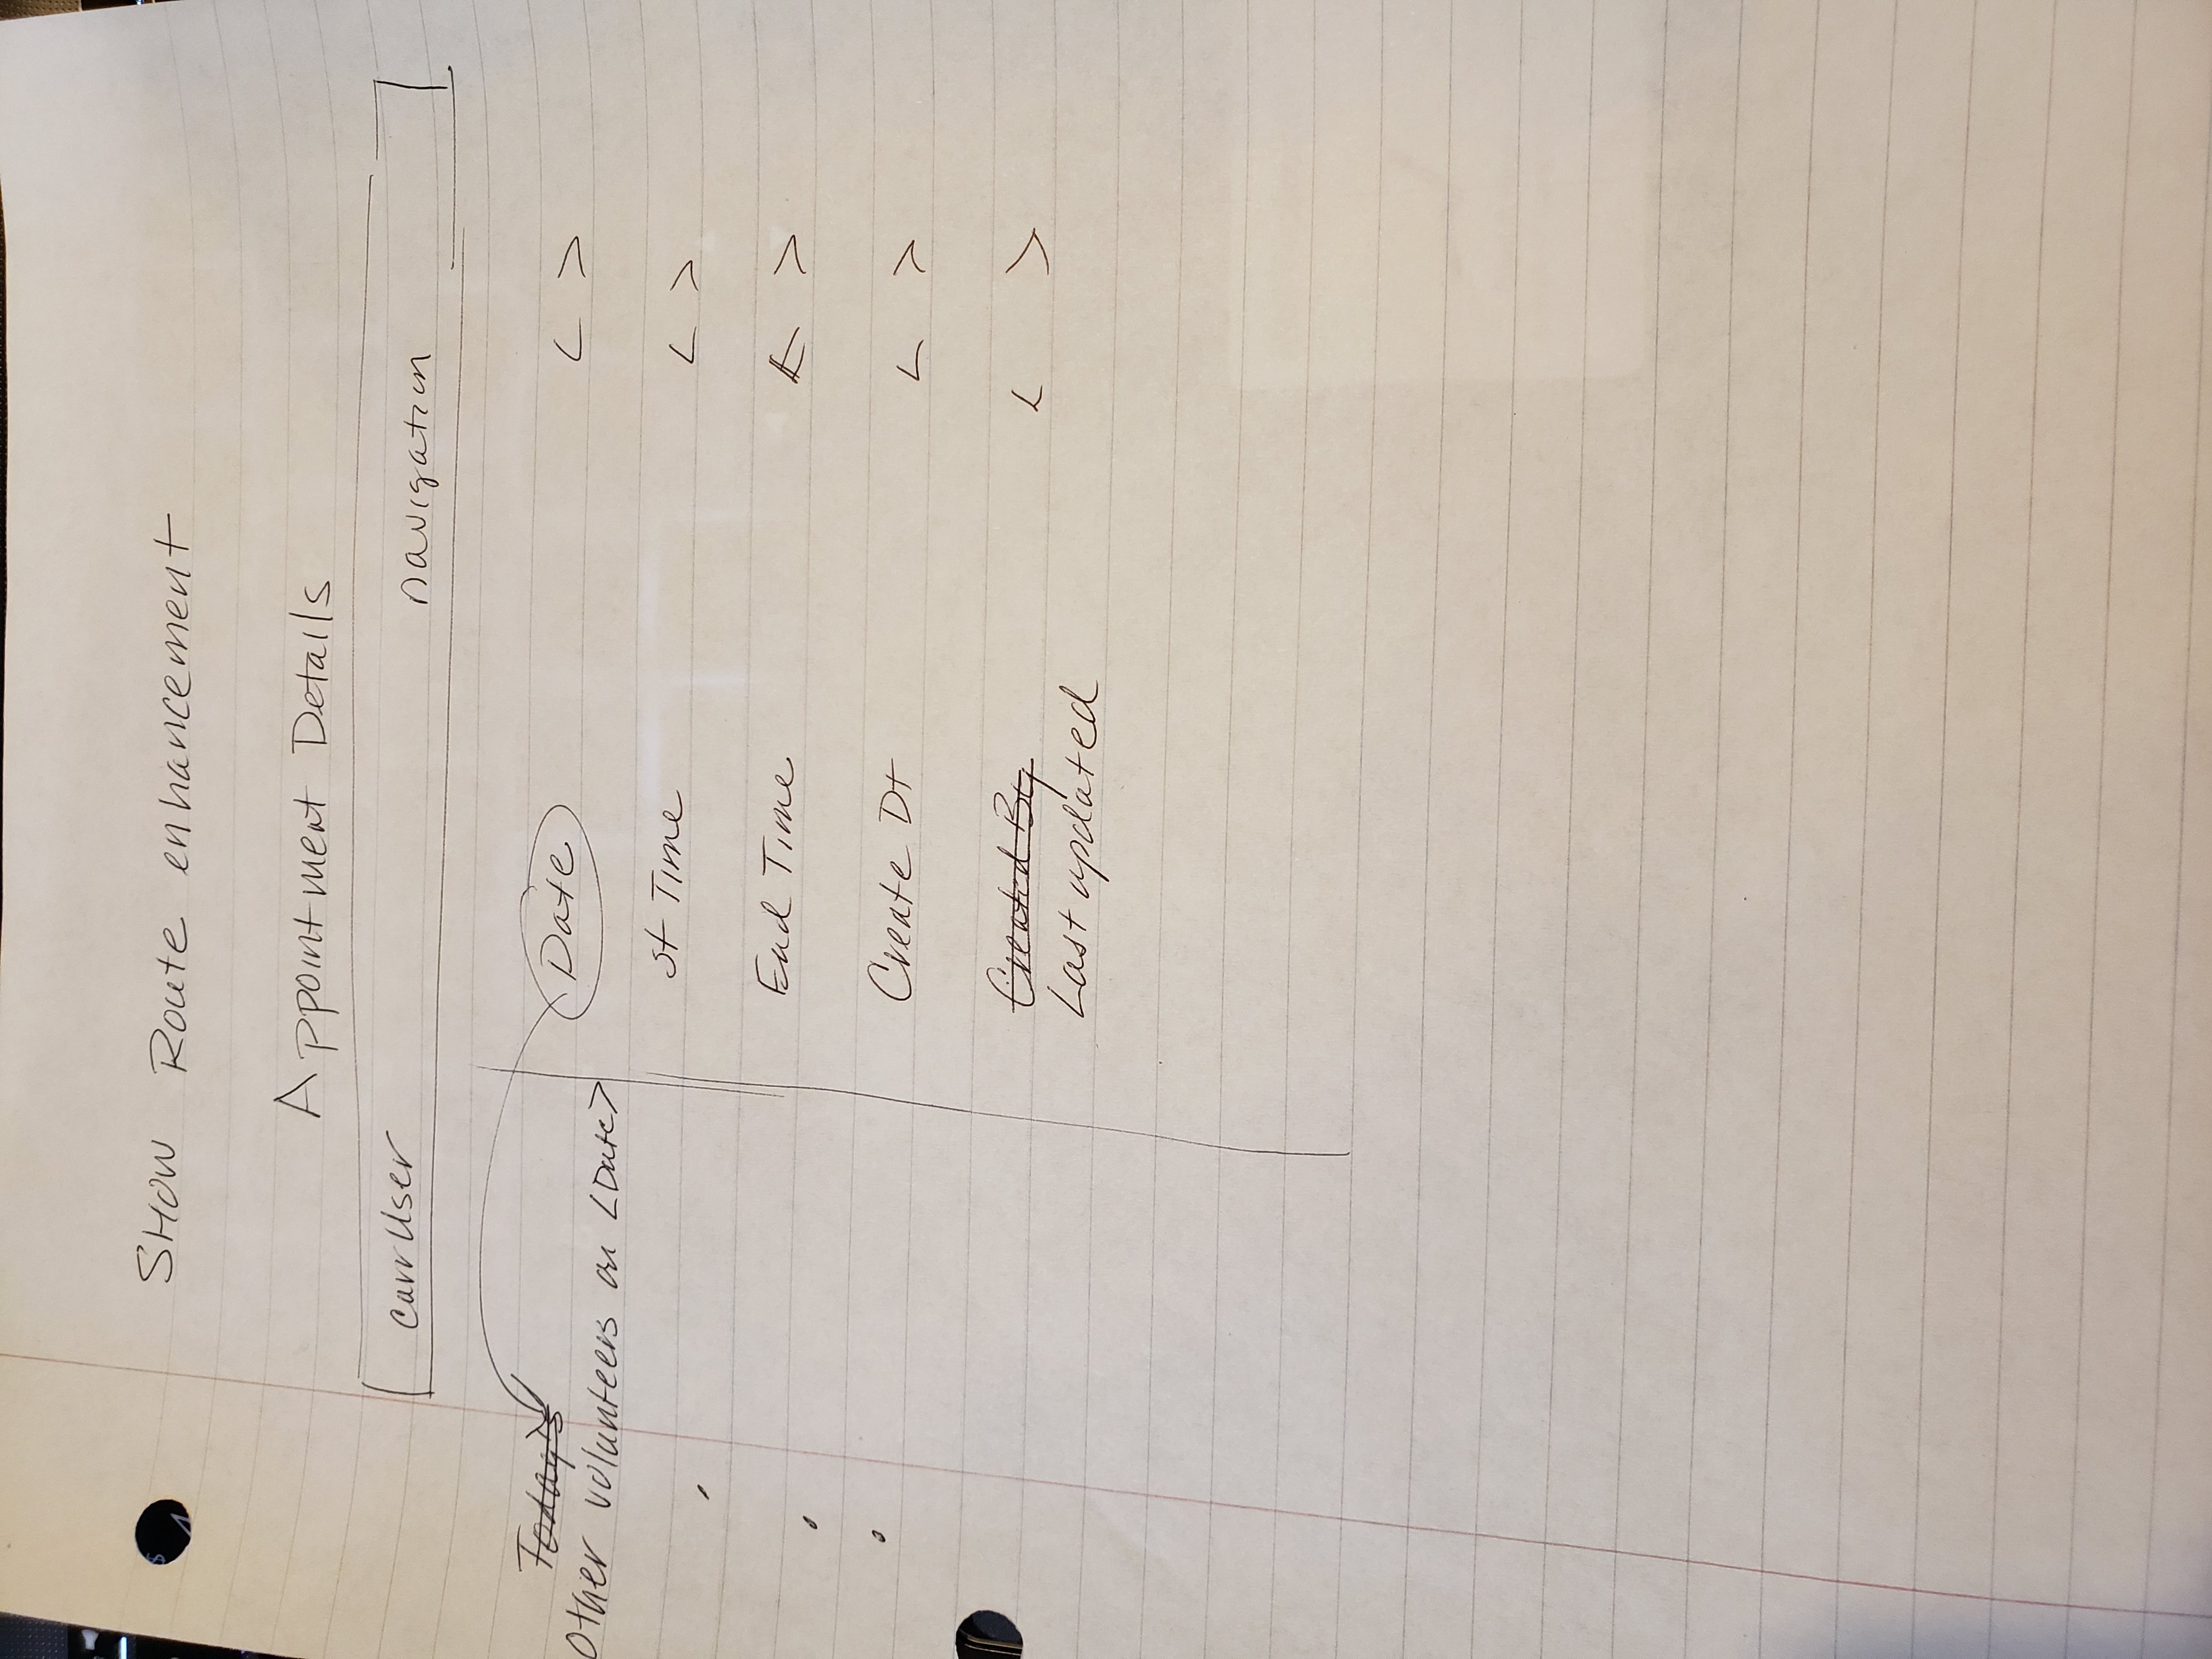 SHOW Route enhancement
Appointment Details
currUser navigation
Today's
Other volunteers on <Date>
Date < >
St Time < >
End Time < >
Create Dt < >
Created By < >
Last updated